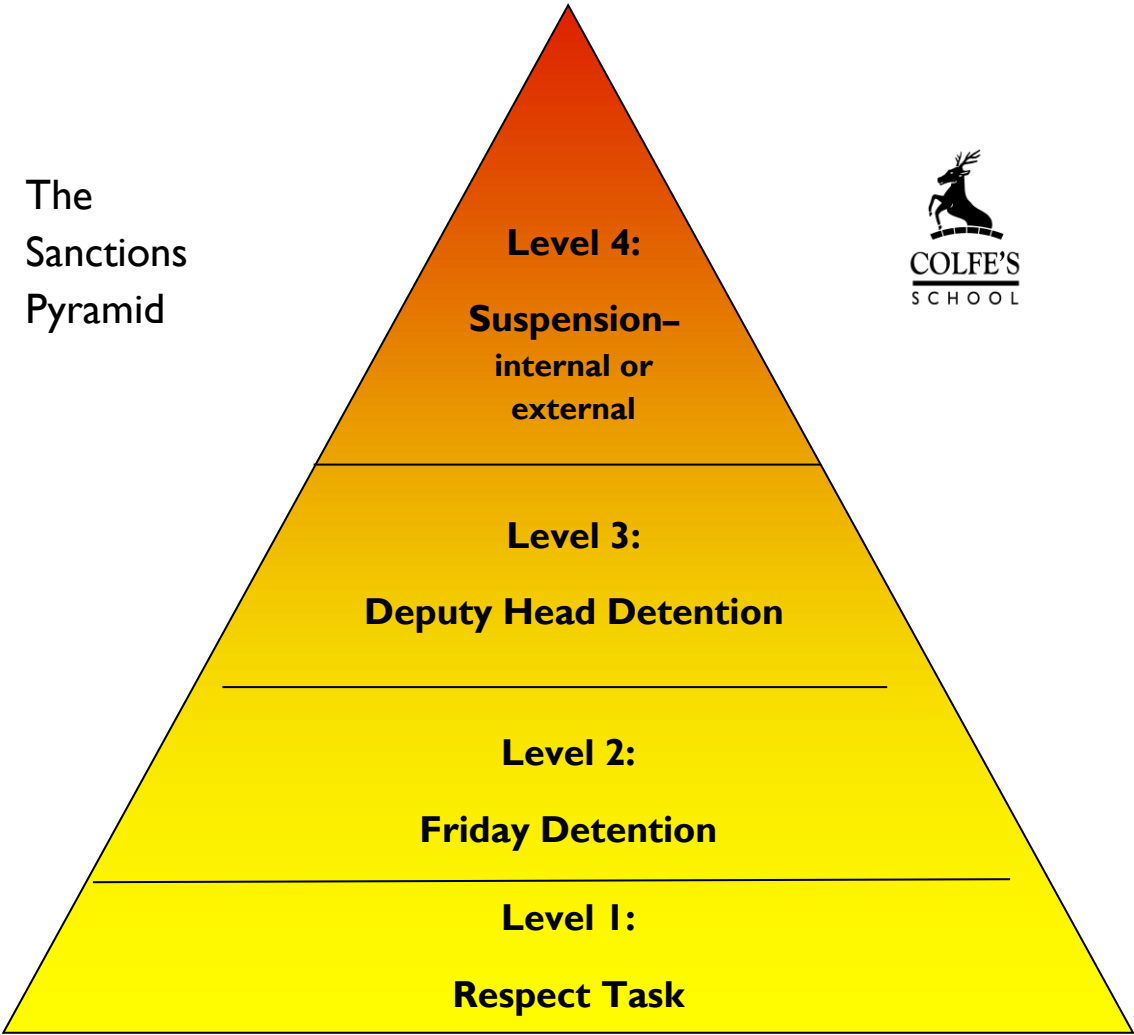 The
Sanctions
Pyramid
COLFE'S
SCHOOL
Level 4:
Suspension–
internal or
external
Level 3:
Deputy Head Detention
Level 2:
Friday Detention
Level 1:
Respect Task